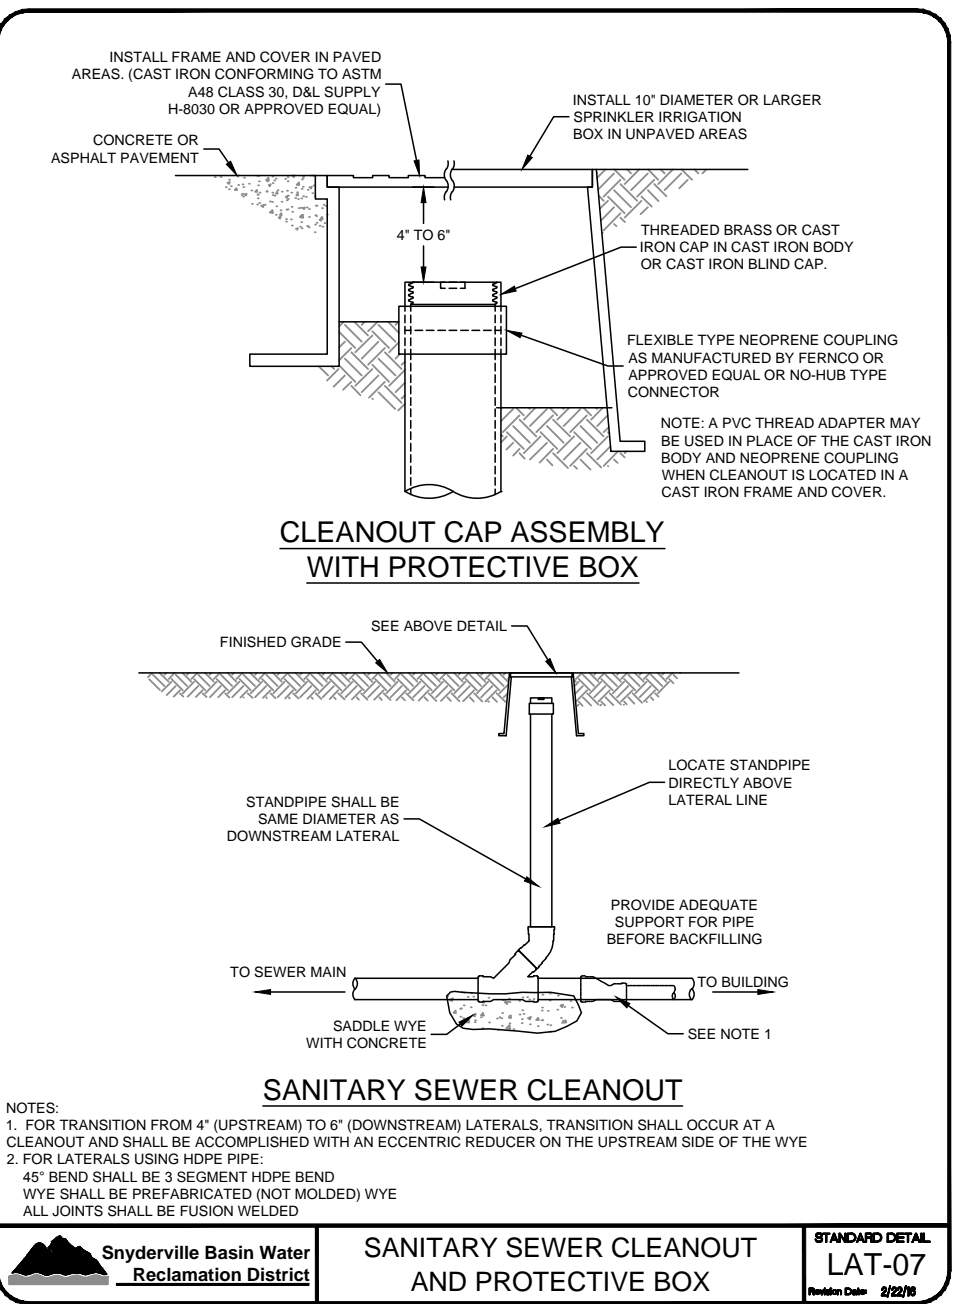 INSTALL FRAME AND COVER IN PAVED
AREAS. (CAST IRON CONFORMING TO ASTM
A48 CLASS 30, D&L SUPPLY
H-8030 OR APPROVED EQUAL)
INSTALL 10" DIAMETER OR LARGER
SPRINKLER IRRIGATION
BOX IN UNPAVED AREAS
CONCRETE OR
ASPHALT PAVEMENT
4" TO 6"
THREADED BRASS OR CAST
IRON CAP IN CAST IRON BODY
OR CAST IRON BLIND CAP.
FLEXIBLE TYPE NEOPRENE COUPLING
AS MANUFACTURED BY FERNCO OR
APPROVED EQUAL OR NO-HUB TYPE
CONNECTOR
NOTE: A PVC THREAD ADAPTER MAY
BE USED IN PLACE OF THE CAST IRON
BODY AND NEOPRENE COUPLING
WHEN CLEANOUT IS LOCATED IN A
CAST IRON FRAME AND COVER.
CLEANOUT CAP ASSEMBLY
WITH PROTECTIVE BOX
SEE ABOVE DETAIL
FINISHED GRADE
LOCATE STANDPIPE
DIRECTLY ABOVE
LATERAL LINE
STANDPIPE SHALL BE
SAME DIAMETER AS
DOWNSTREAM LATERAL
PROVIDE ADEQUATE
SUPPORT FOR PIPE
BEFORE BACKFILLING
TO SEWER MAIN
TO BUILDING
SADDLE WYE
WITH CONCRETE
SEE NOTE 1
SANITARY SEWER CLEANOUT
NOTES:
1. FOR TRANSITION FROM 4" (UPSTREAM) TO 6" (DOWNSTREAM) LATERALS, TRANSITION SHALL OCCUR AT A
CLEANOUT AND SHALL BE ACCOMPLISHED WITH AN ECCENTRIC REDUCER ON THE UPSTREAM SIDE OF THE WYE
2. FOR LATERALS USING HDPE PIPE:
45° BEND SHALL BE 3 SEGMENT HDPE BEND
WYE SHALL BE PREFABRICATED (NOT MOLDED) WYE
ALL JOINTS SHALL BE FUSION WELDED
Snyderville Basin Water
Reclamation District
SANITARY SEWER CLEANOUT
AND PROTECTIVE BOX
STANDARD DETAIL
LAT-07
Revision Date: 2/22/16